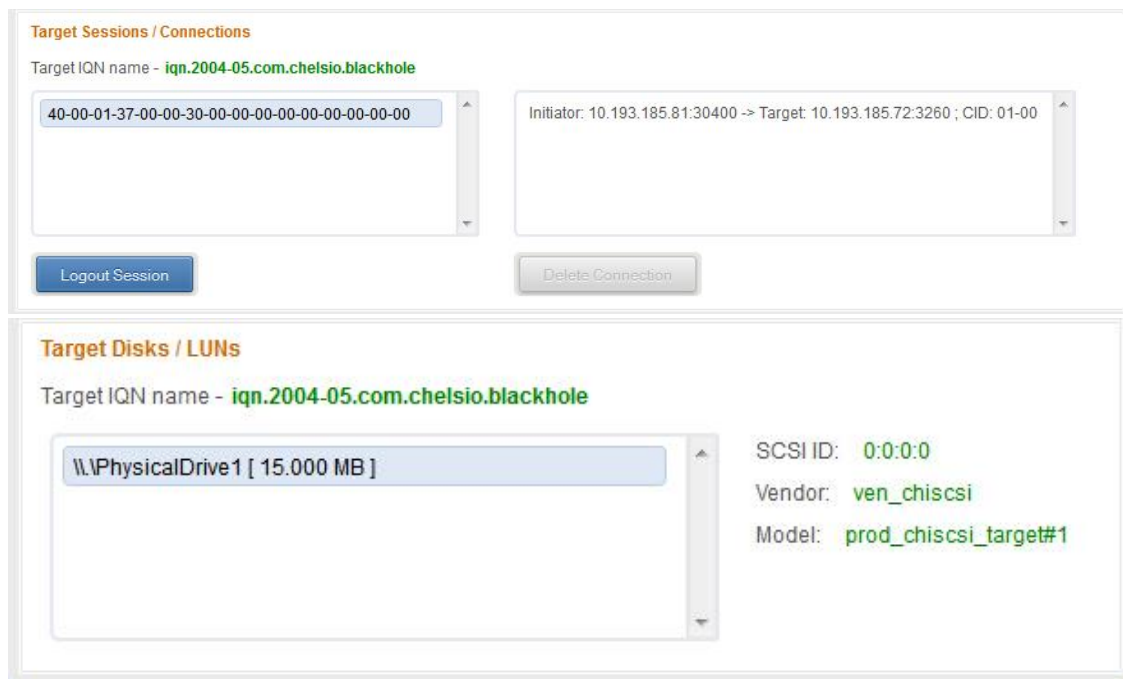 Target Sessions / Connections
Target IQN name - iqn.2004-05.com.chelsio.blackhole
40-00-01-37-00-00-30-00-00-00-00-00-00-00-00-00
Initiator: 10.193.185.81:30400 -> Target: 10.193.185.72:3260 ; CID: 01-00
Logout Session
Delete Connection
Target Disks / LUNs
Target IQN name - iqn.2004-05.com.chelsio.blackhole
\\.\PhysicalDrive1 [ 15.000 MB ]
SCSI ID: 0:0:0:0
Vendor: ven_chiscsi
Model: prod_chiscsi_target#1